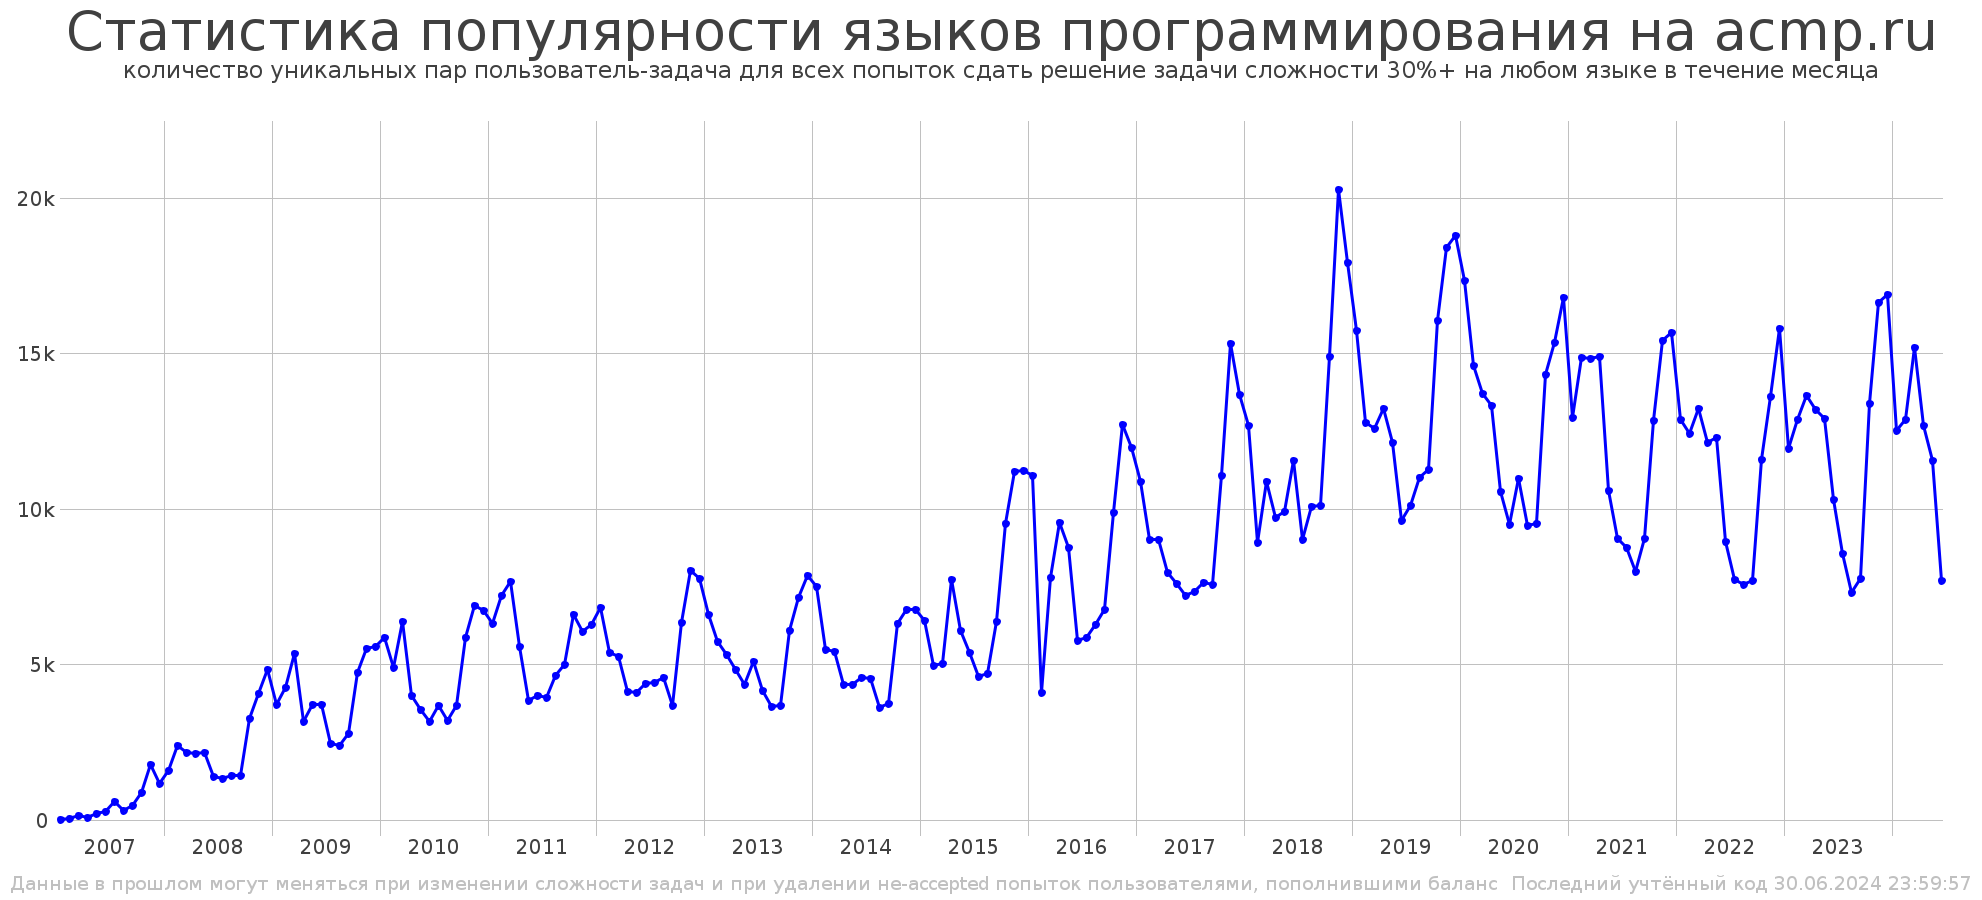 Статистика популярности языков программирования на acmp.ru
количество уникальных пар пользователь-задача для всех попыток сдать решение задачи сложности 30%+ на любом языке в течение месяца
20k
15k
10k
5k
0
2007 2008 2009 2010 2011 2012 2013 2014 2015 2016 2017 2018 2019 2020 2021 2022 2023
Данные в прошлом могут меняться при изменении сложности задач и при удалении не-accepted попыток пользователями, пополнившими баланс Последний учтённый код 30.06.2024 23:59:57